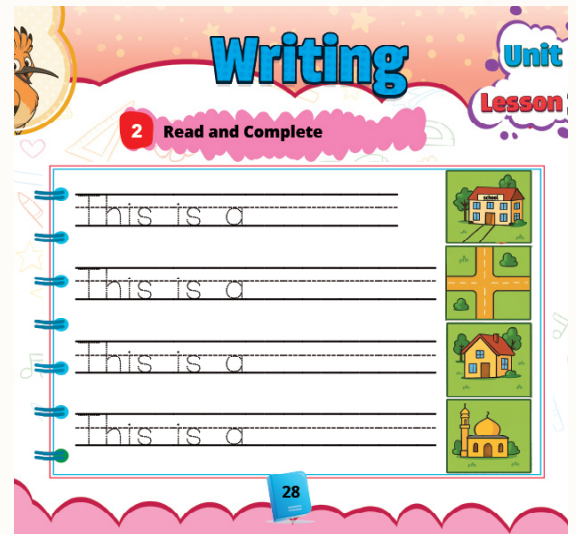 Writing
Unit
Lesson
2 Read and Complete
This is a
school
This is a
This is a
This is a
28